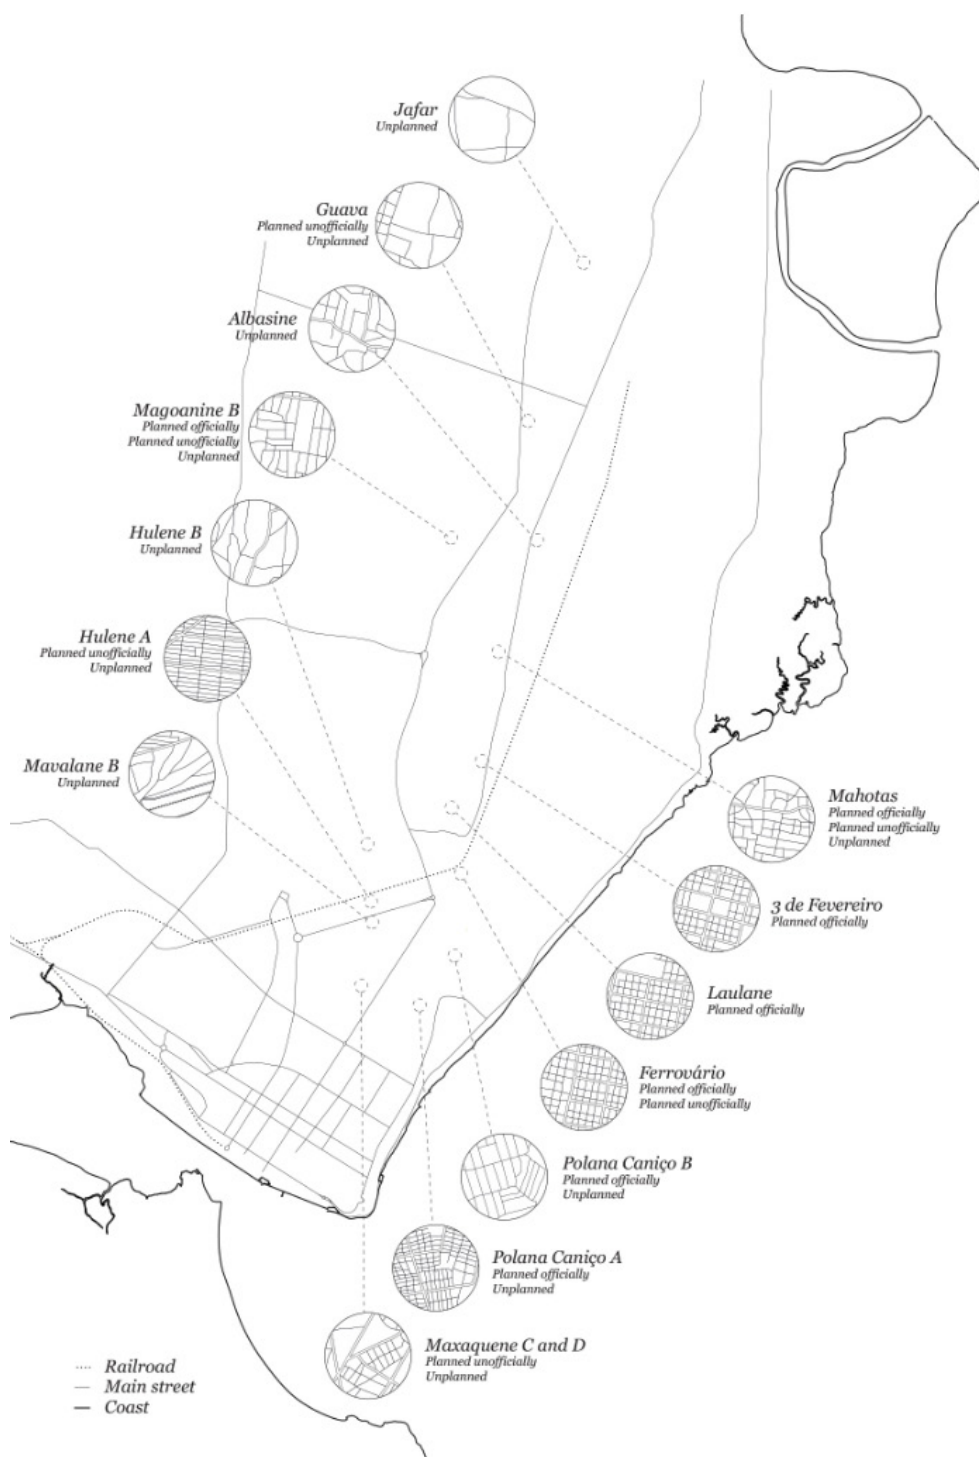 Jafar
Unplanned
Guava
Planned unofficially
Unplanned
Albasine
Unplanned
Magoanine B
Planned officially
Planned unofficially
Unplanned
Hulene B
Unplanned
Hulene A
Planned unofficially
Unplanned
Mavalane B
Unplanned
Mahotas
Planned officially
Planned unofficially
Unplanned
3 de Fevereiro
Planned officially
Laulane
Planned officially
Ferrovário
Planned officially
Planned unofficially
Polana Caniço B
Planned officially
Unplanned
Polana Caniço A
Planned officially
Unplanned
Maxaquene C and D
Planned unofficially
Unplanned
Railroad
Main street
Coast